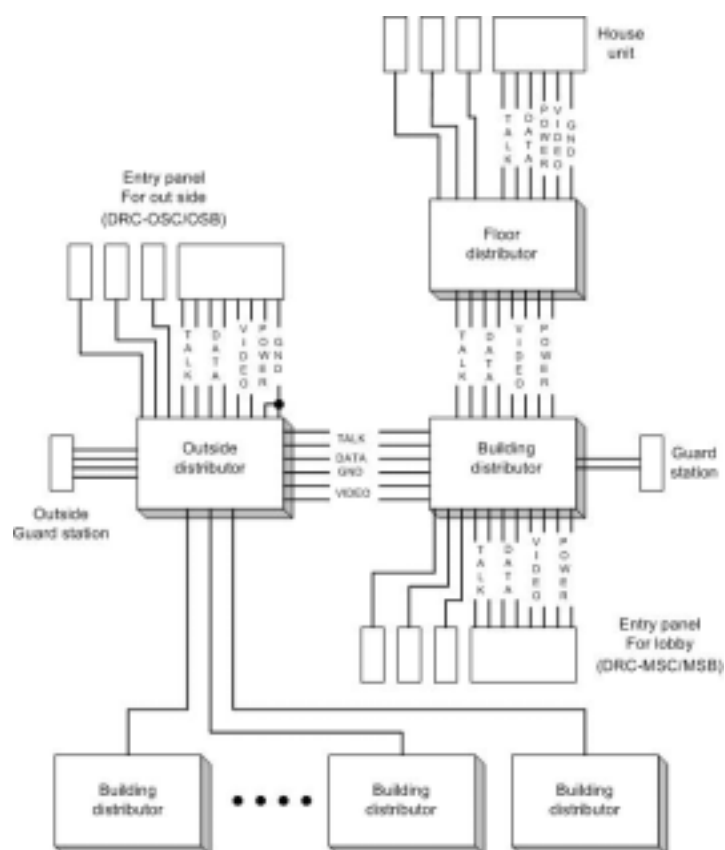 House
unit
TALK
DATA
POWER
VIDEO
GND
Entry panel
For out side
(DRC-OSC/OSB)
Floor
distributor
TALK
DATA
VIDEO
POWER
GND
TALK
DATA
VIDEO
POWER
Outside
distributor
TALK
DATA
GND
VIDEO
Building
distributor
Guard
station
Outside
Guard station
TALK
DATA
VIDEO
POWER
Entry panel
For lobby
(DRC-MSC/MSB)
Building
distributor
Building
distributor
Building
distributor